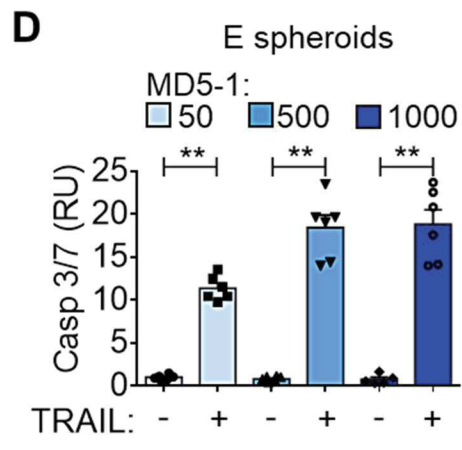 D
E spheroids
MD5-1:
50 500 1000
** ** **
Casp 3/7 (RU)
25
20
15
10
5
0
TRAIL: - + - + - +